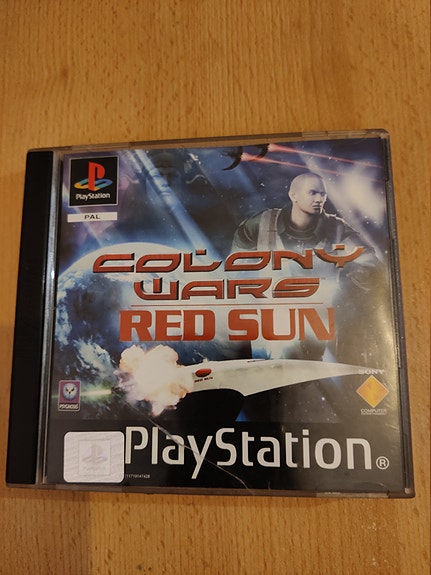 PlayStation
PAL
COLONY
WARS
RED SUN
PSYGNOSIS
SONY
COMPUTER
PlayStation®